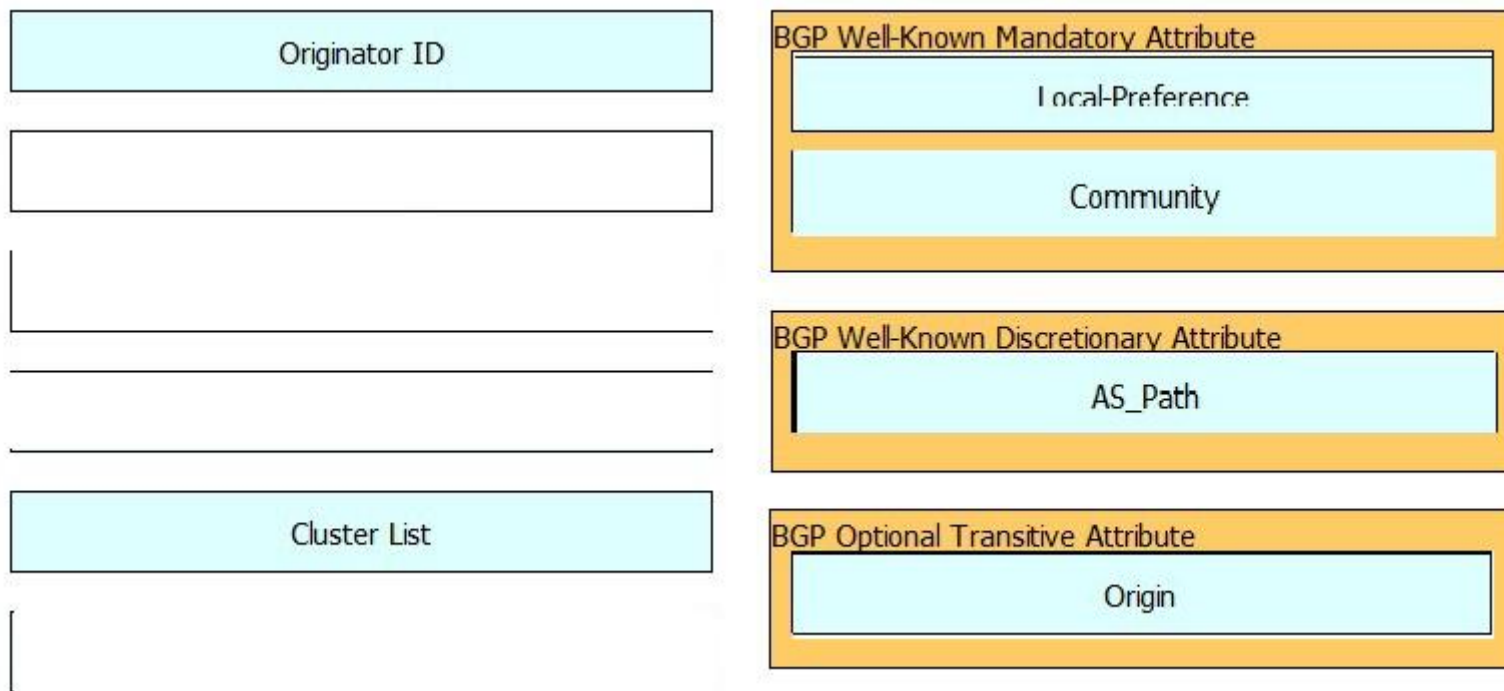 Originator ID
Cluster List
BGP Well-Known Mandatory Attribute
Local-Preference
Community
BGP Well-Known Discretionary Attribute
AS_Path
BGP Optional Transitive Attribute
Origin